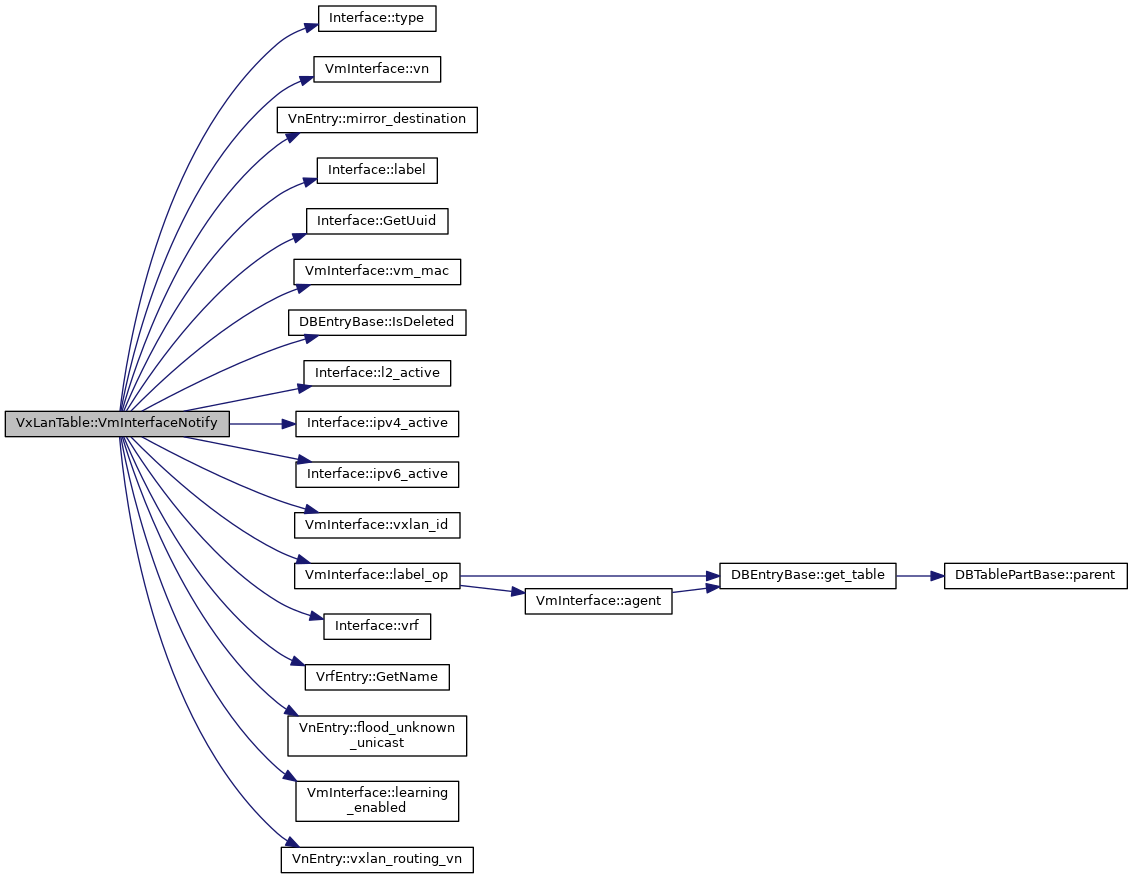 Interface::type
VmInterface::vn
VnEntry::mirror_destination
Interface::label
Interface::GetUuid
VmInterface::vm_mac
DBEntryBase::IsDeleted
Interface::l2_active
VxLanTable::VmInterfaceNotify
Interface::ipv4_active
Interface::ipv6_active
VmInterface::vxlan_id
VmInterface::label_op
DBEntryBase::get_table
DBTablePartBase::parent
VmInterface::agent
Interface::vrf
VrfEntry::GetName
VnEntry::flood_unknown
_unicast
VmInterface::learning
_enabled
VnEntry::vxlan_routing_vn